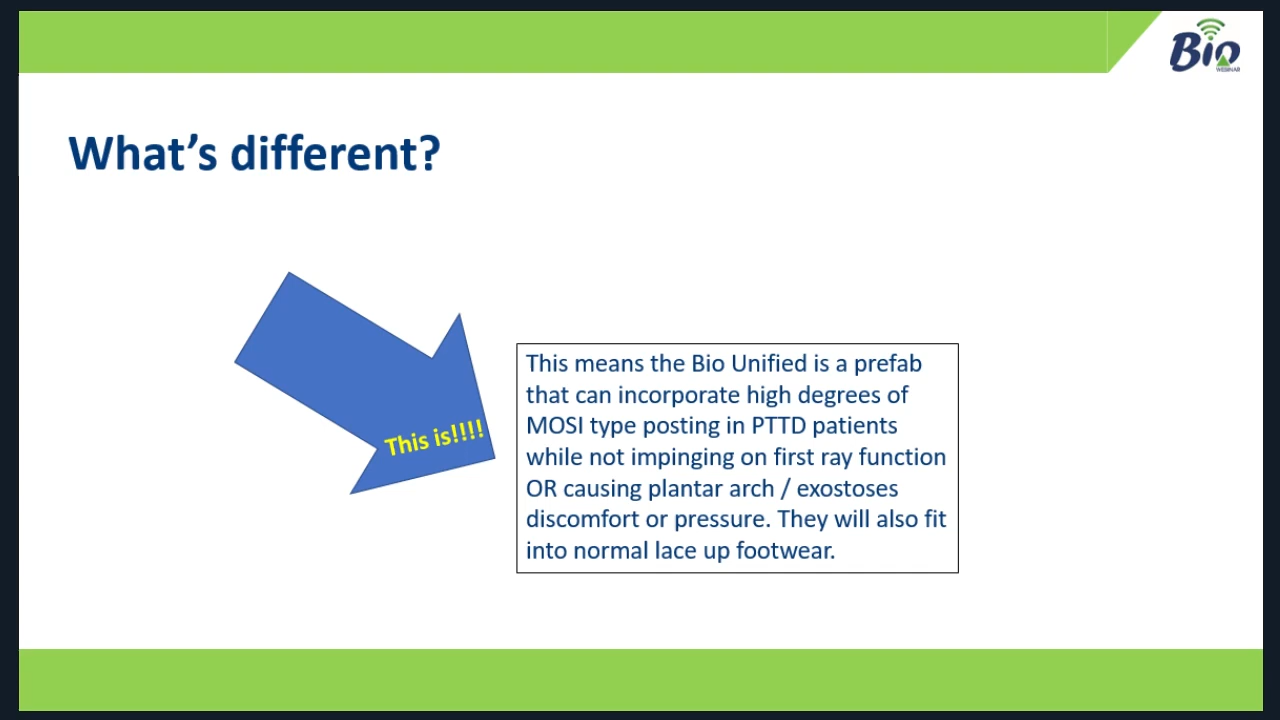 Bio
WEBINAR
What's different?
This is!!!!
This means the Bio Unified is a prefab
that can incorporate high degrees of
MOSI type posting in PTTD patients
while not impinging on first ray function
OR causing plantar arch / exostoses
discomfort or pressure. They will also fit
into normal lace up footwear.